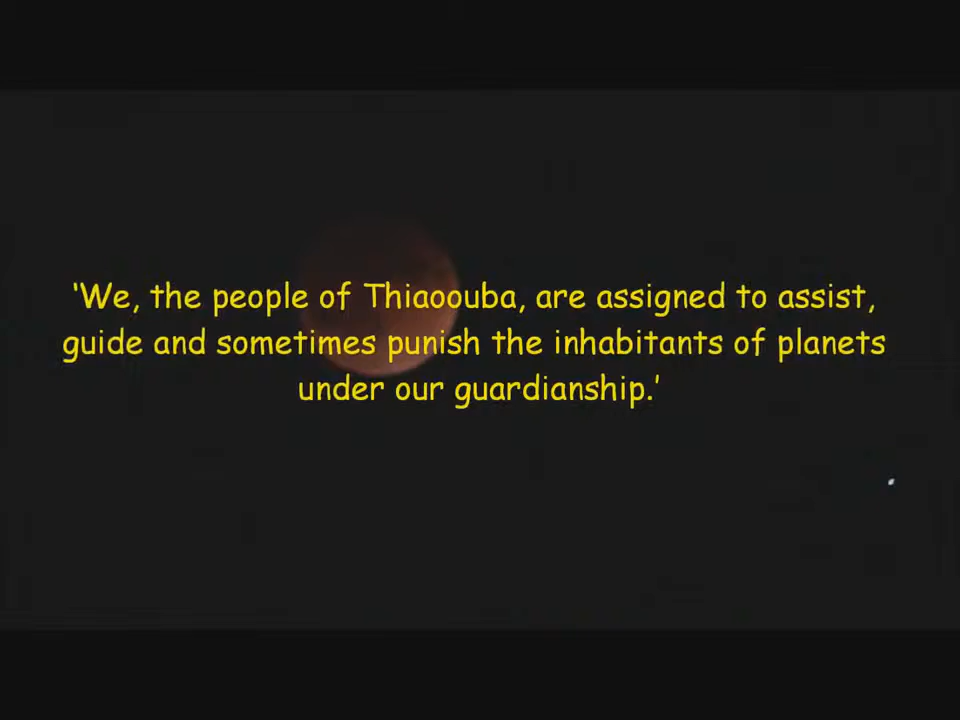 ‘We, the people of Thiaoouba, are assigned to assist,
guide and sometimes punish the inhabitants of planets
under our guardianship.’